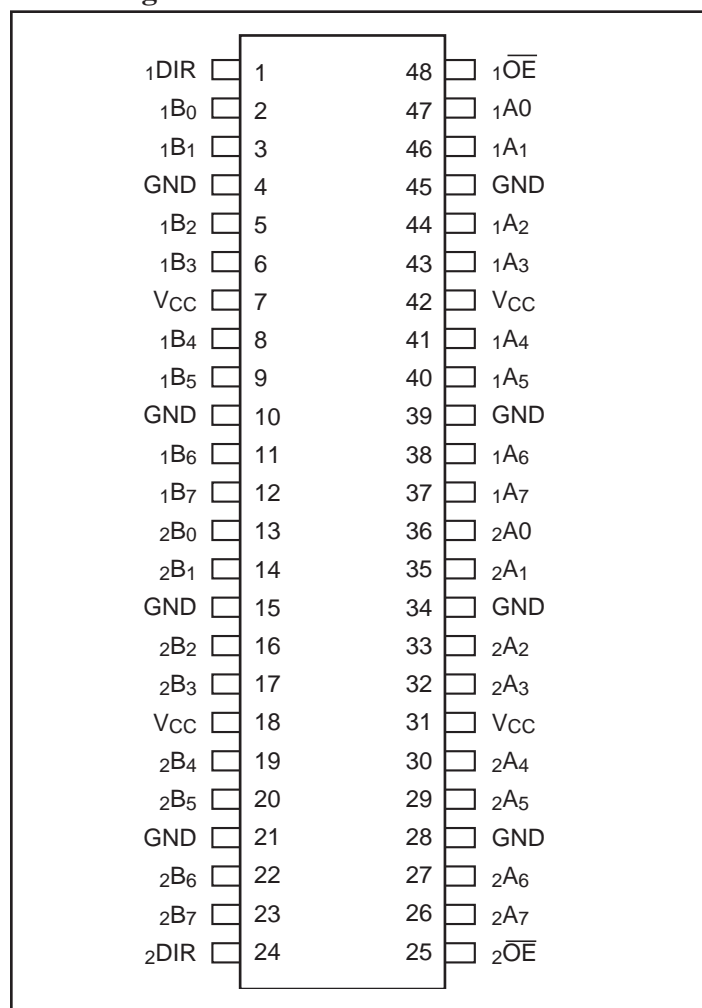 1DIR 1 48 1O̅E̅
1B0 2 47 1A0
1B1 3 46 1A1
GND 4 45 GND
1B2 5 44 1A2
1B3 6 43 1A3
VCC 7 42 VCC
1B4 8 41 1A4
1B5 9 40 1A5
GND 10 39 GND
1B6 11 38 1A6
1B7 12 37 1A7
2B0 13 36 2A0
2B1 14 35 2A1
GND 15 34 GND
2B2 16 33 2A2
2B3 17 32 2A3
VCC 18 31 VCC
2B4 19 30 2A4
2B5 20 29 2A5
GND 21 28 GND
2B6 22 27 2A6
2B7 23 26 2A7
2DIR 24 25 2O̅E̅